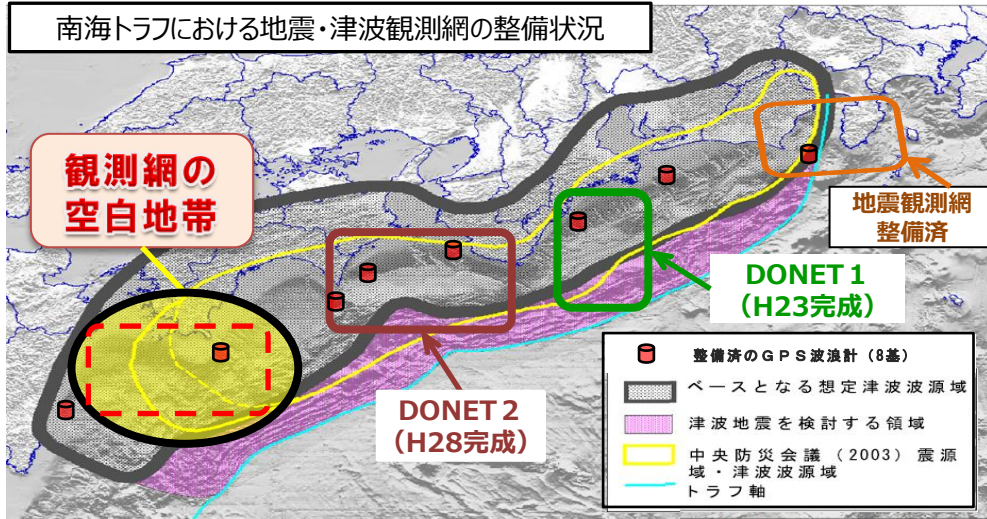 南海トラフにおける地震・津波観測網の整備状況
観測網の
空白地帯
地震観測網
整備済
DONET1
（H23完成）
DONET2
（H28完成）
整備済のGPS波浪計（8基）
ベースとなる想定津波波源域
津波地震を検討する領域
中央防災会議（2003）震源
域・津波波源域
トラフ軸